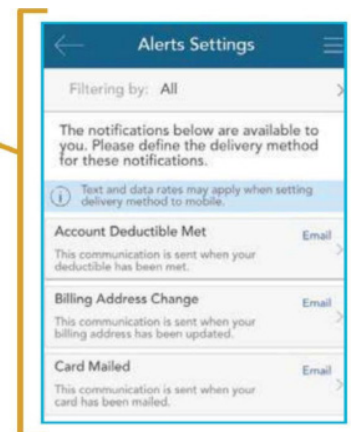 Alerts Settings
Filtering by: All
The notifications below are available to
you. Please define the delivery method
for these notifications.
Text and data rates may apply when setting
delivery method to mobile.
Account Deductible Met
Email
This communication is sent when your
deductible has been met.
Billing Address Change
Email
This communication is sent when your
billing address has been updated.
Card Mailed
Email
This communication is sent when your
card has been mailed.